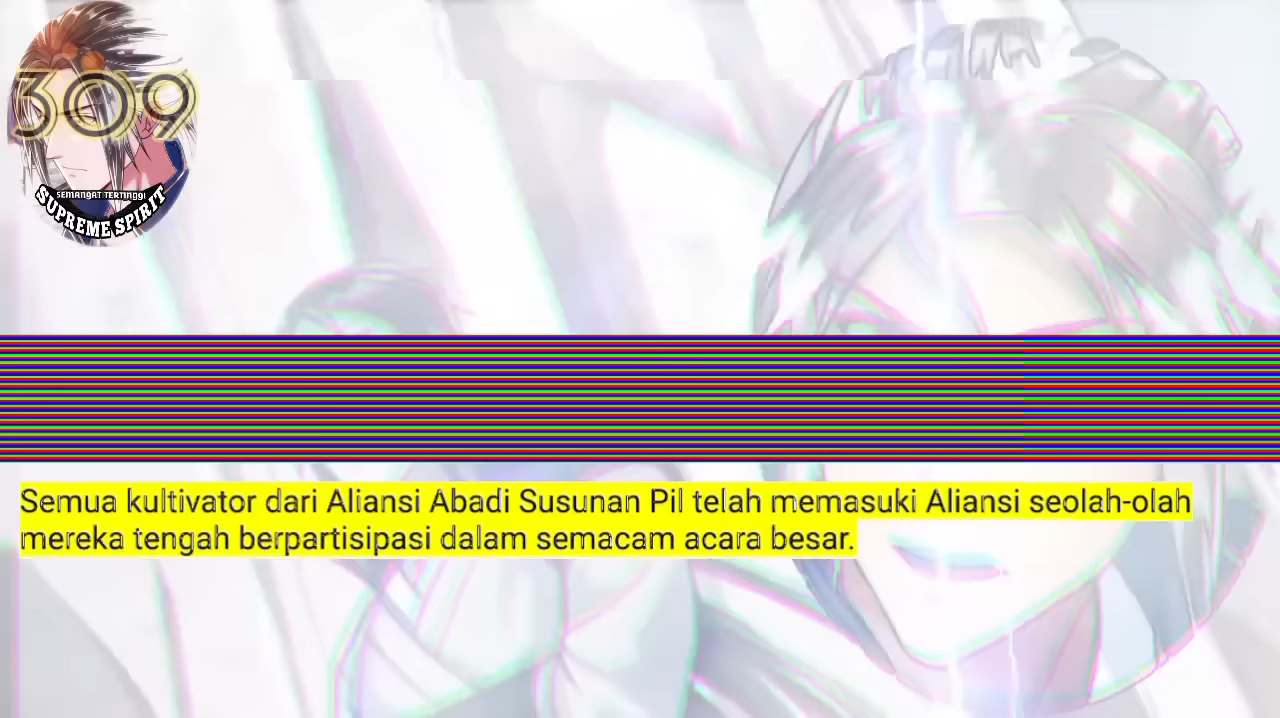 309
SEMANGAT TERTINGGI
SUPREME SPIRIT
Semua kultivator dari Aliansi Abadi Susunan Pil telah memasuki Aliansi seolah-olah
mereka tengah berpartisipasi dalam semacam acara besar.